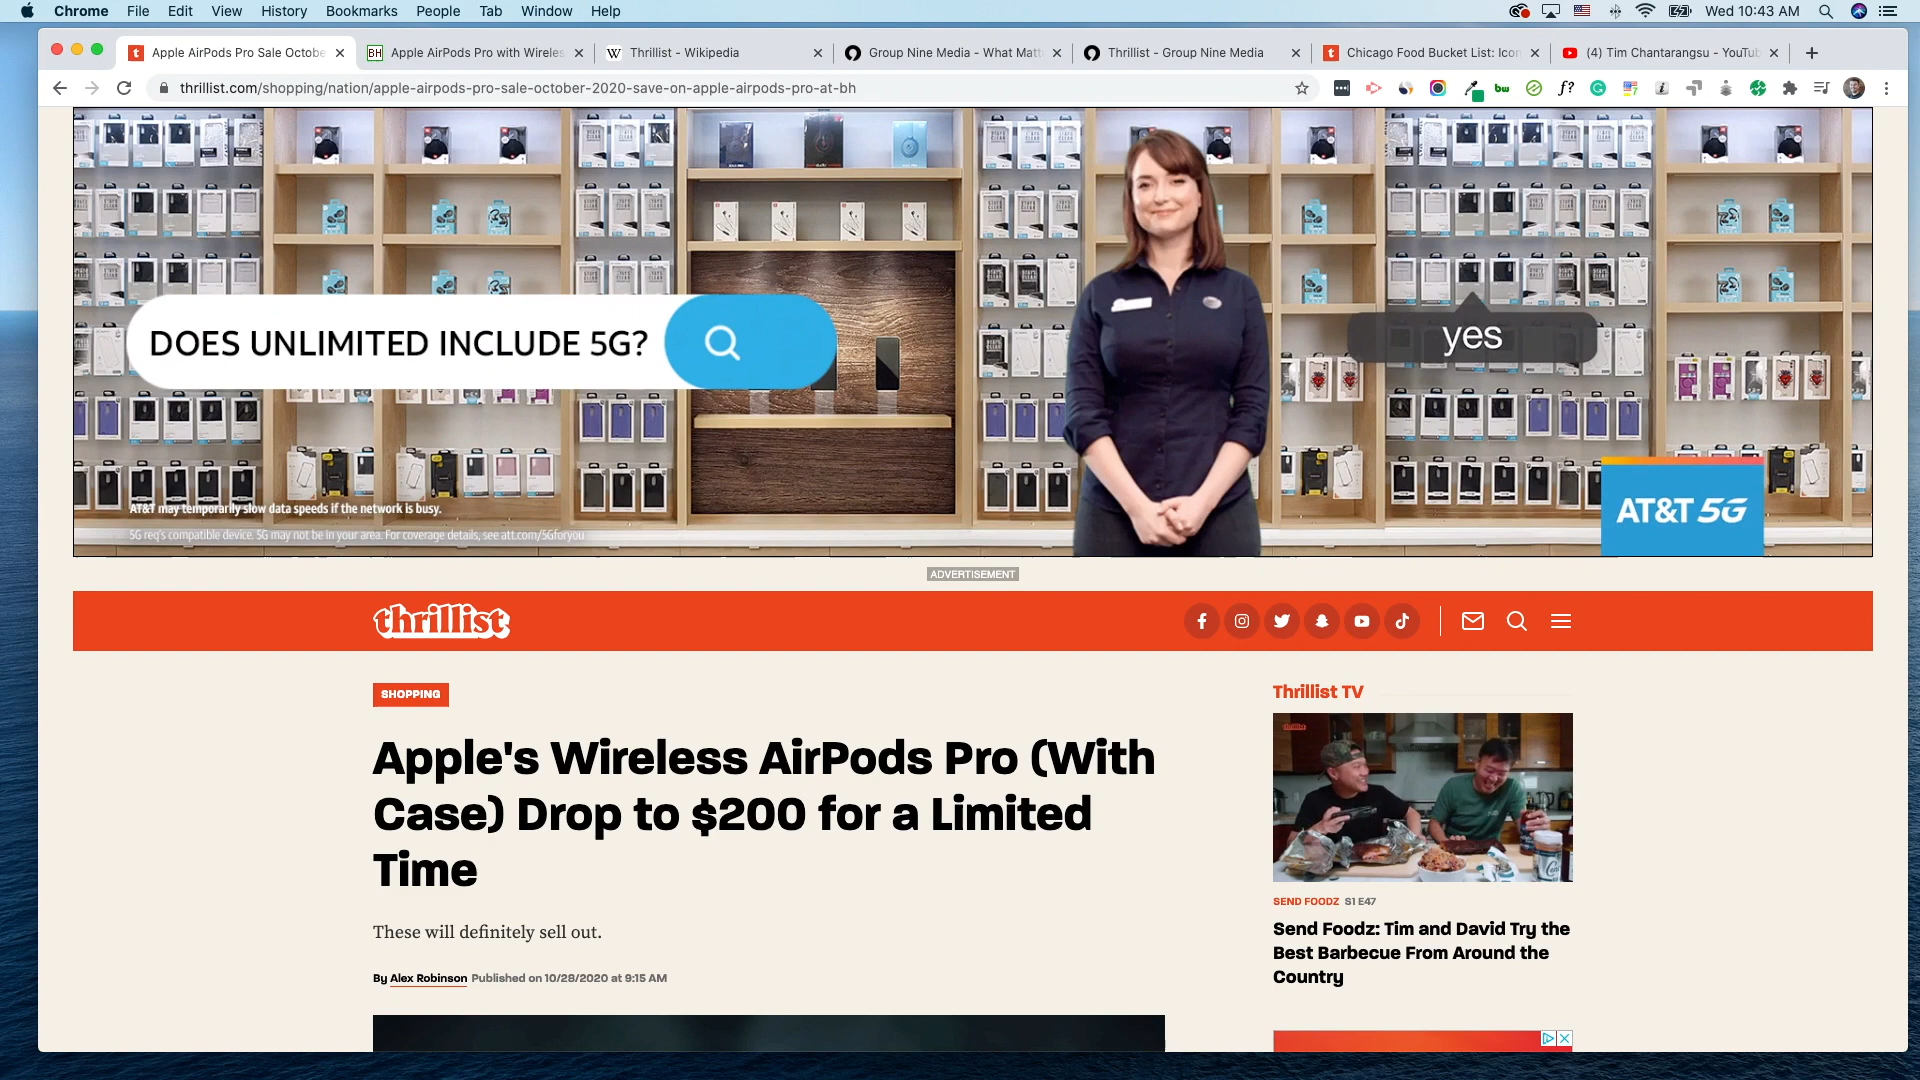 Chrome File Edit View History Bookmarks People Tab Window Help Wed 10:43 AM
Apple AirPods Pro Sale Octobe
Apple AirPods Pro with Wireles
Thrillist - Wikipedia
Group Nine Media - What Matt
Thrillist - Group Nine Media
Chicago Food Bucket List: Icon
(4) Tim Chantarangsu - YouTub
thrillist.com/shopping/nation/apple-airpods-pro-sale-october-2020-save-on-apple-airpods-pro-at-bh
DOES UNLIMITED INCLUDE 5G?
yes
AT&T may temporarily slow data speeds if the network is busy.
5G req's compatible device. 5G may not be in your area. For coverage details, see att.com/5Gforyou
AT&T 5G
ADVERTISEMENT
thrillist
SHOPPING
Apple's Wireless AirPods Pro (With
Case) Drop to $200 for a Limited
Time
These will definitely sell out.
By Alex Robinson Published on 10/28/2020 at 9:15 AM
Thrillist TV
SEND FOODZ S1 E47
Send Foodz: Tim and David Try the
Best Barbecue From Around the
Country